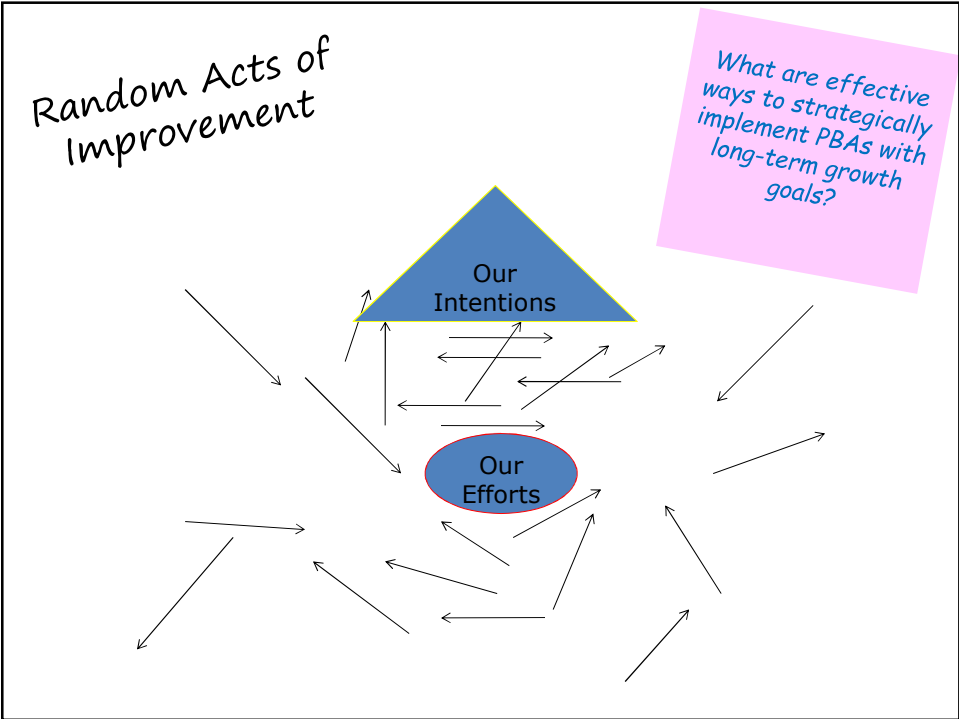 Random Acts of
Improvement
What are effective
ways to strategically
implement PBAs with
long-term growth
goals?
Our
Intentions
Our
Efforts